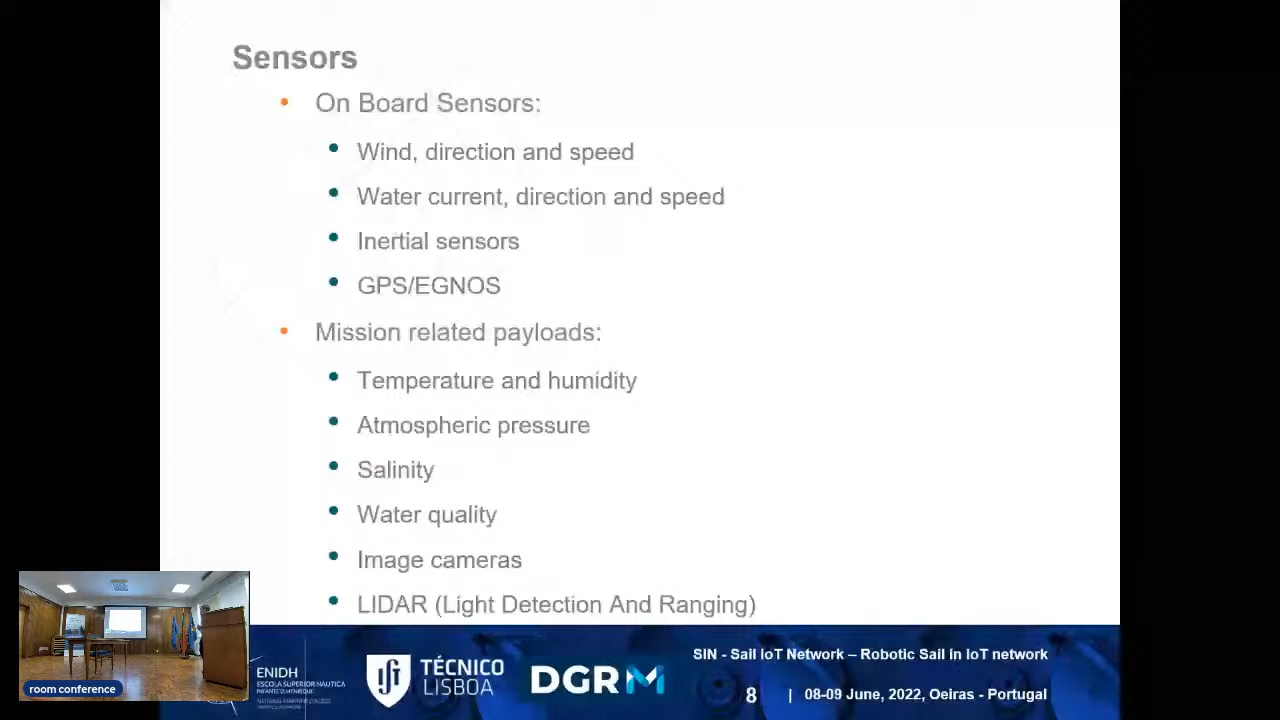 Sensors
On Board Sensors:
Wind, direction and speed
Water current, direction and speed
Inertial sensors
GPS/EGNOS
Mission related payloads:
Temperature and humidity
Atmospheric pressure
Salinity
Water quality
Image cameras
LIDAR (Light Detection And Ranging)
room conference
ENIDH
ESCOLA SUPERIOR NÁUTICA
INFANTE D. HENRIQUE
TÉCNICO
LISBOA
DGRM
SIN - Sail IoT Network – Robotic Sail in IoT network
8 | 08-09 June, 2022, Oeiras - Portugal